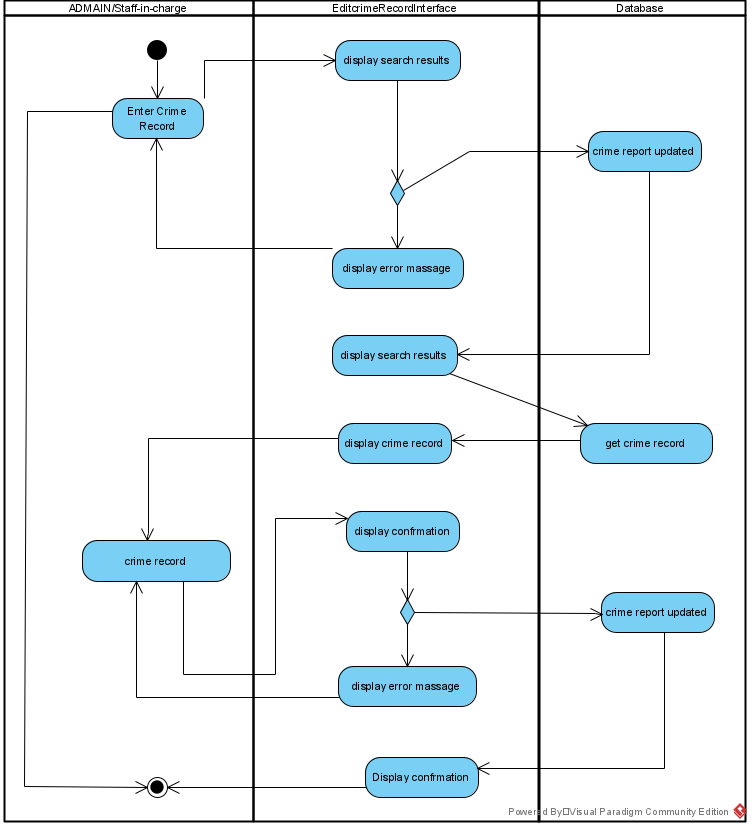 ADMAIN/Staff-in-charge
EditcrimeRecordInterface
Database
display search results
Enter Crime
Record
crime report updated
display error massage
display search results
display crime record
get crime record
display confrmation
crime record
crime report updated
display error massage
Display confrmation
Powered By□Visual Paradigm Community Edition